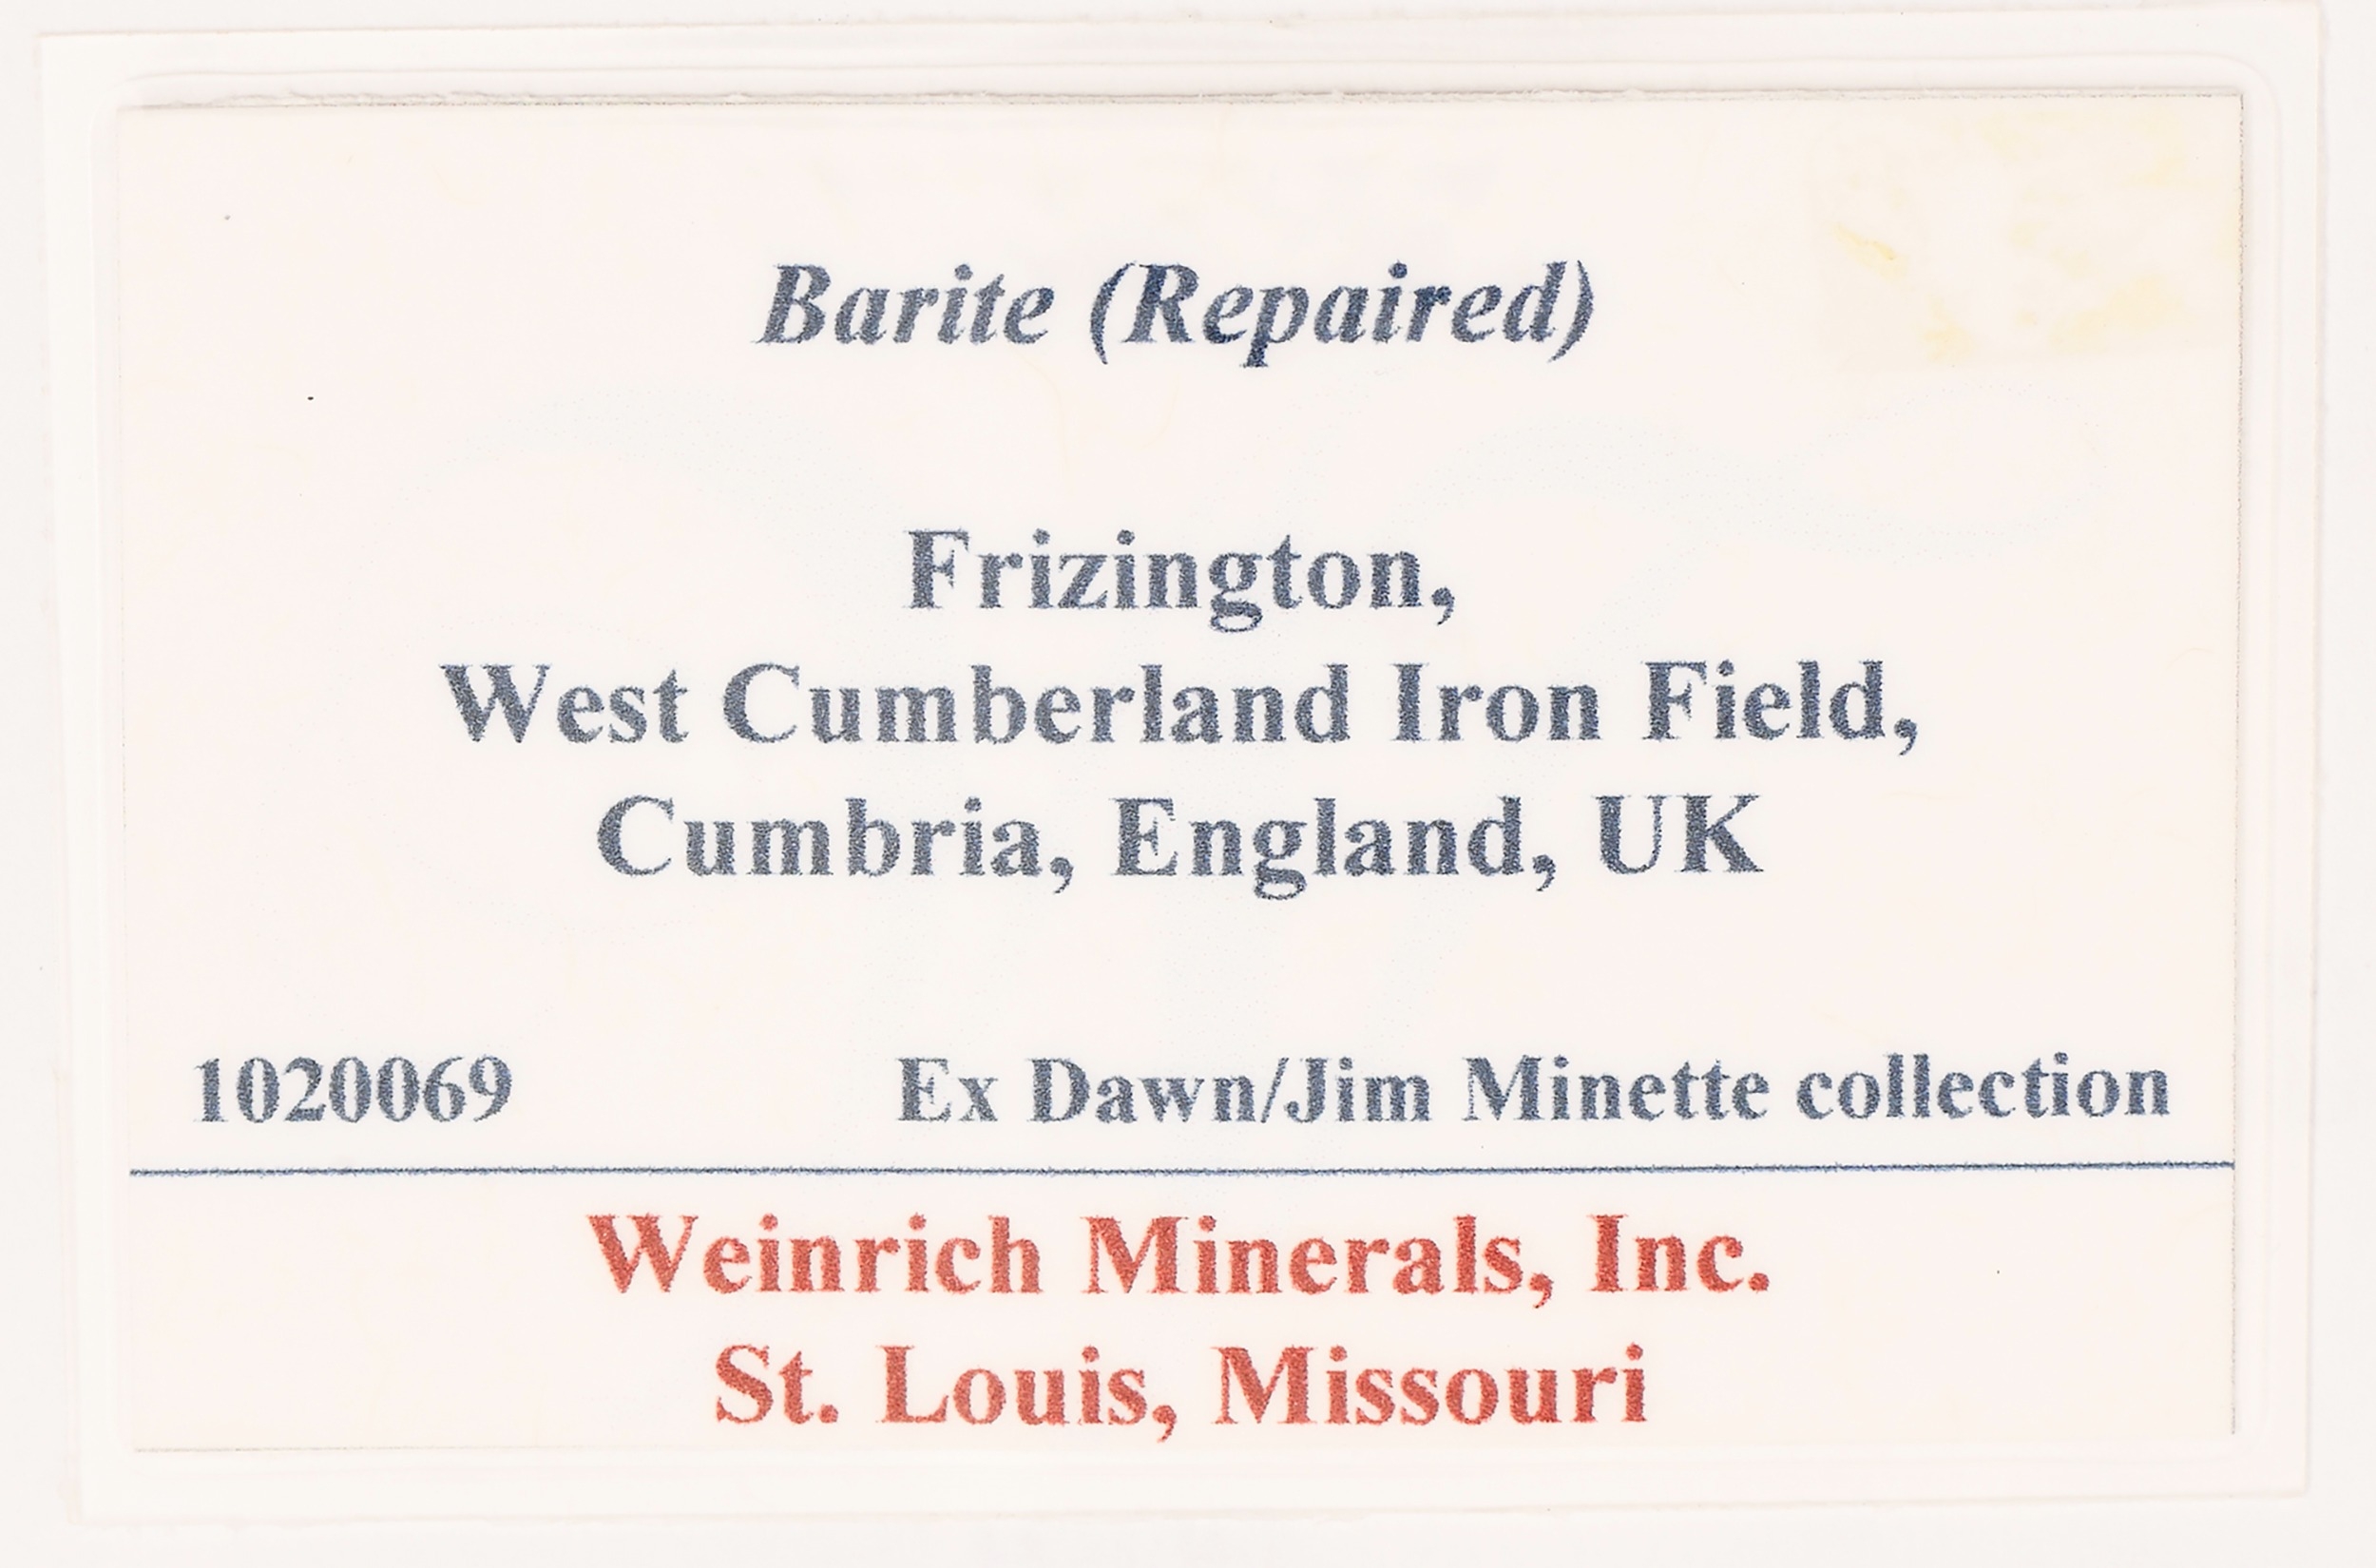 Barite (Repaired)
Frizington,
West Cumberland Iron Field,
Cumbria, England, UK
1020069 Ex Dawn/Jim Minette collection
Weinrich Minerals, Inc.
St. Louis, Missouri